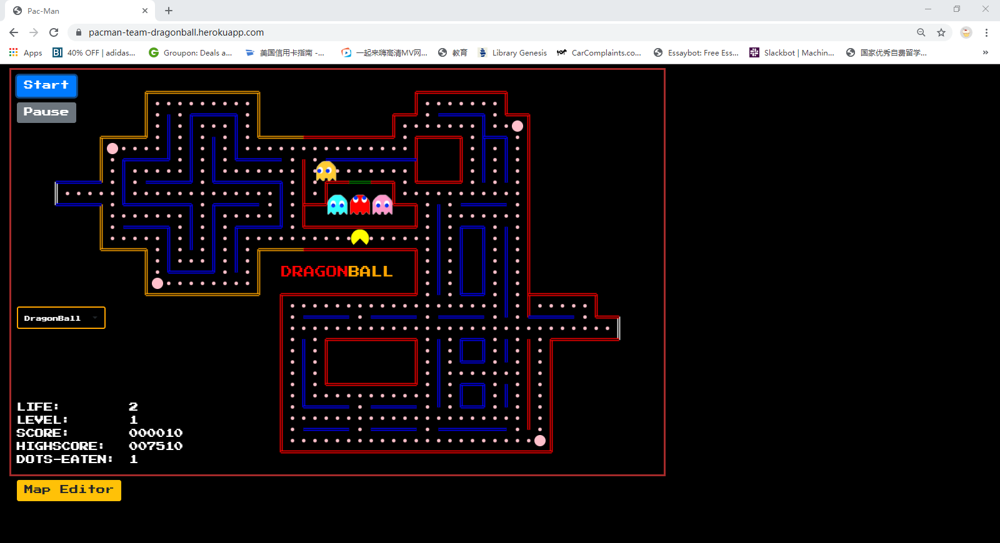 Pac-Man
pacman-team-dragonball.herokuapp.com
Apps
40% OFF | adidas...
Groupon: Deals a...
美国信用卡指南 -...
一起来嗨高清MV网...
教育
Library Genesis
CarComplaints.co...
Essaybot: Free Ess...
Slackbot | Machin...
国家优秀自费留学...
Start
Pause
DRAGONBALL
DragonBall
LIFE: 2
LEVEL: 1
SCORE: 000010
HIGHSCORE: 007510
DOTS-EATEN: 1
Map Editor